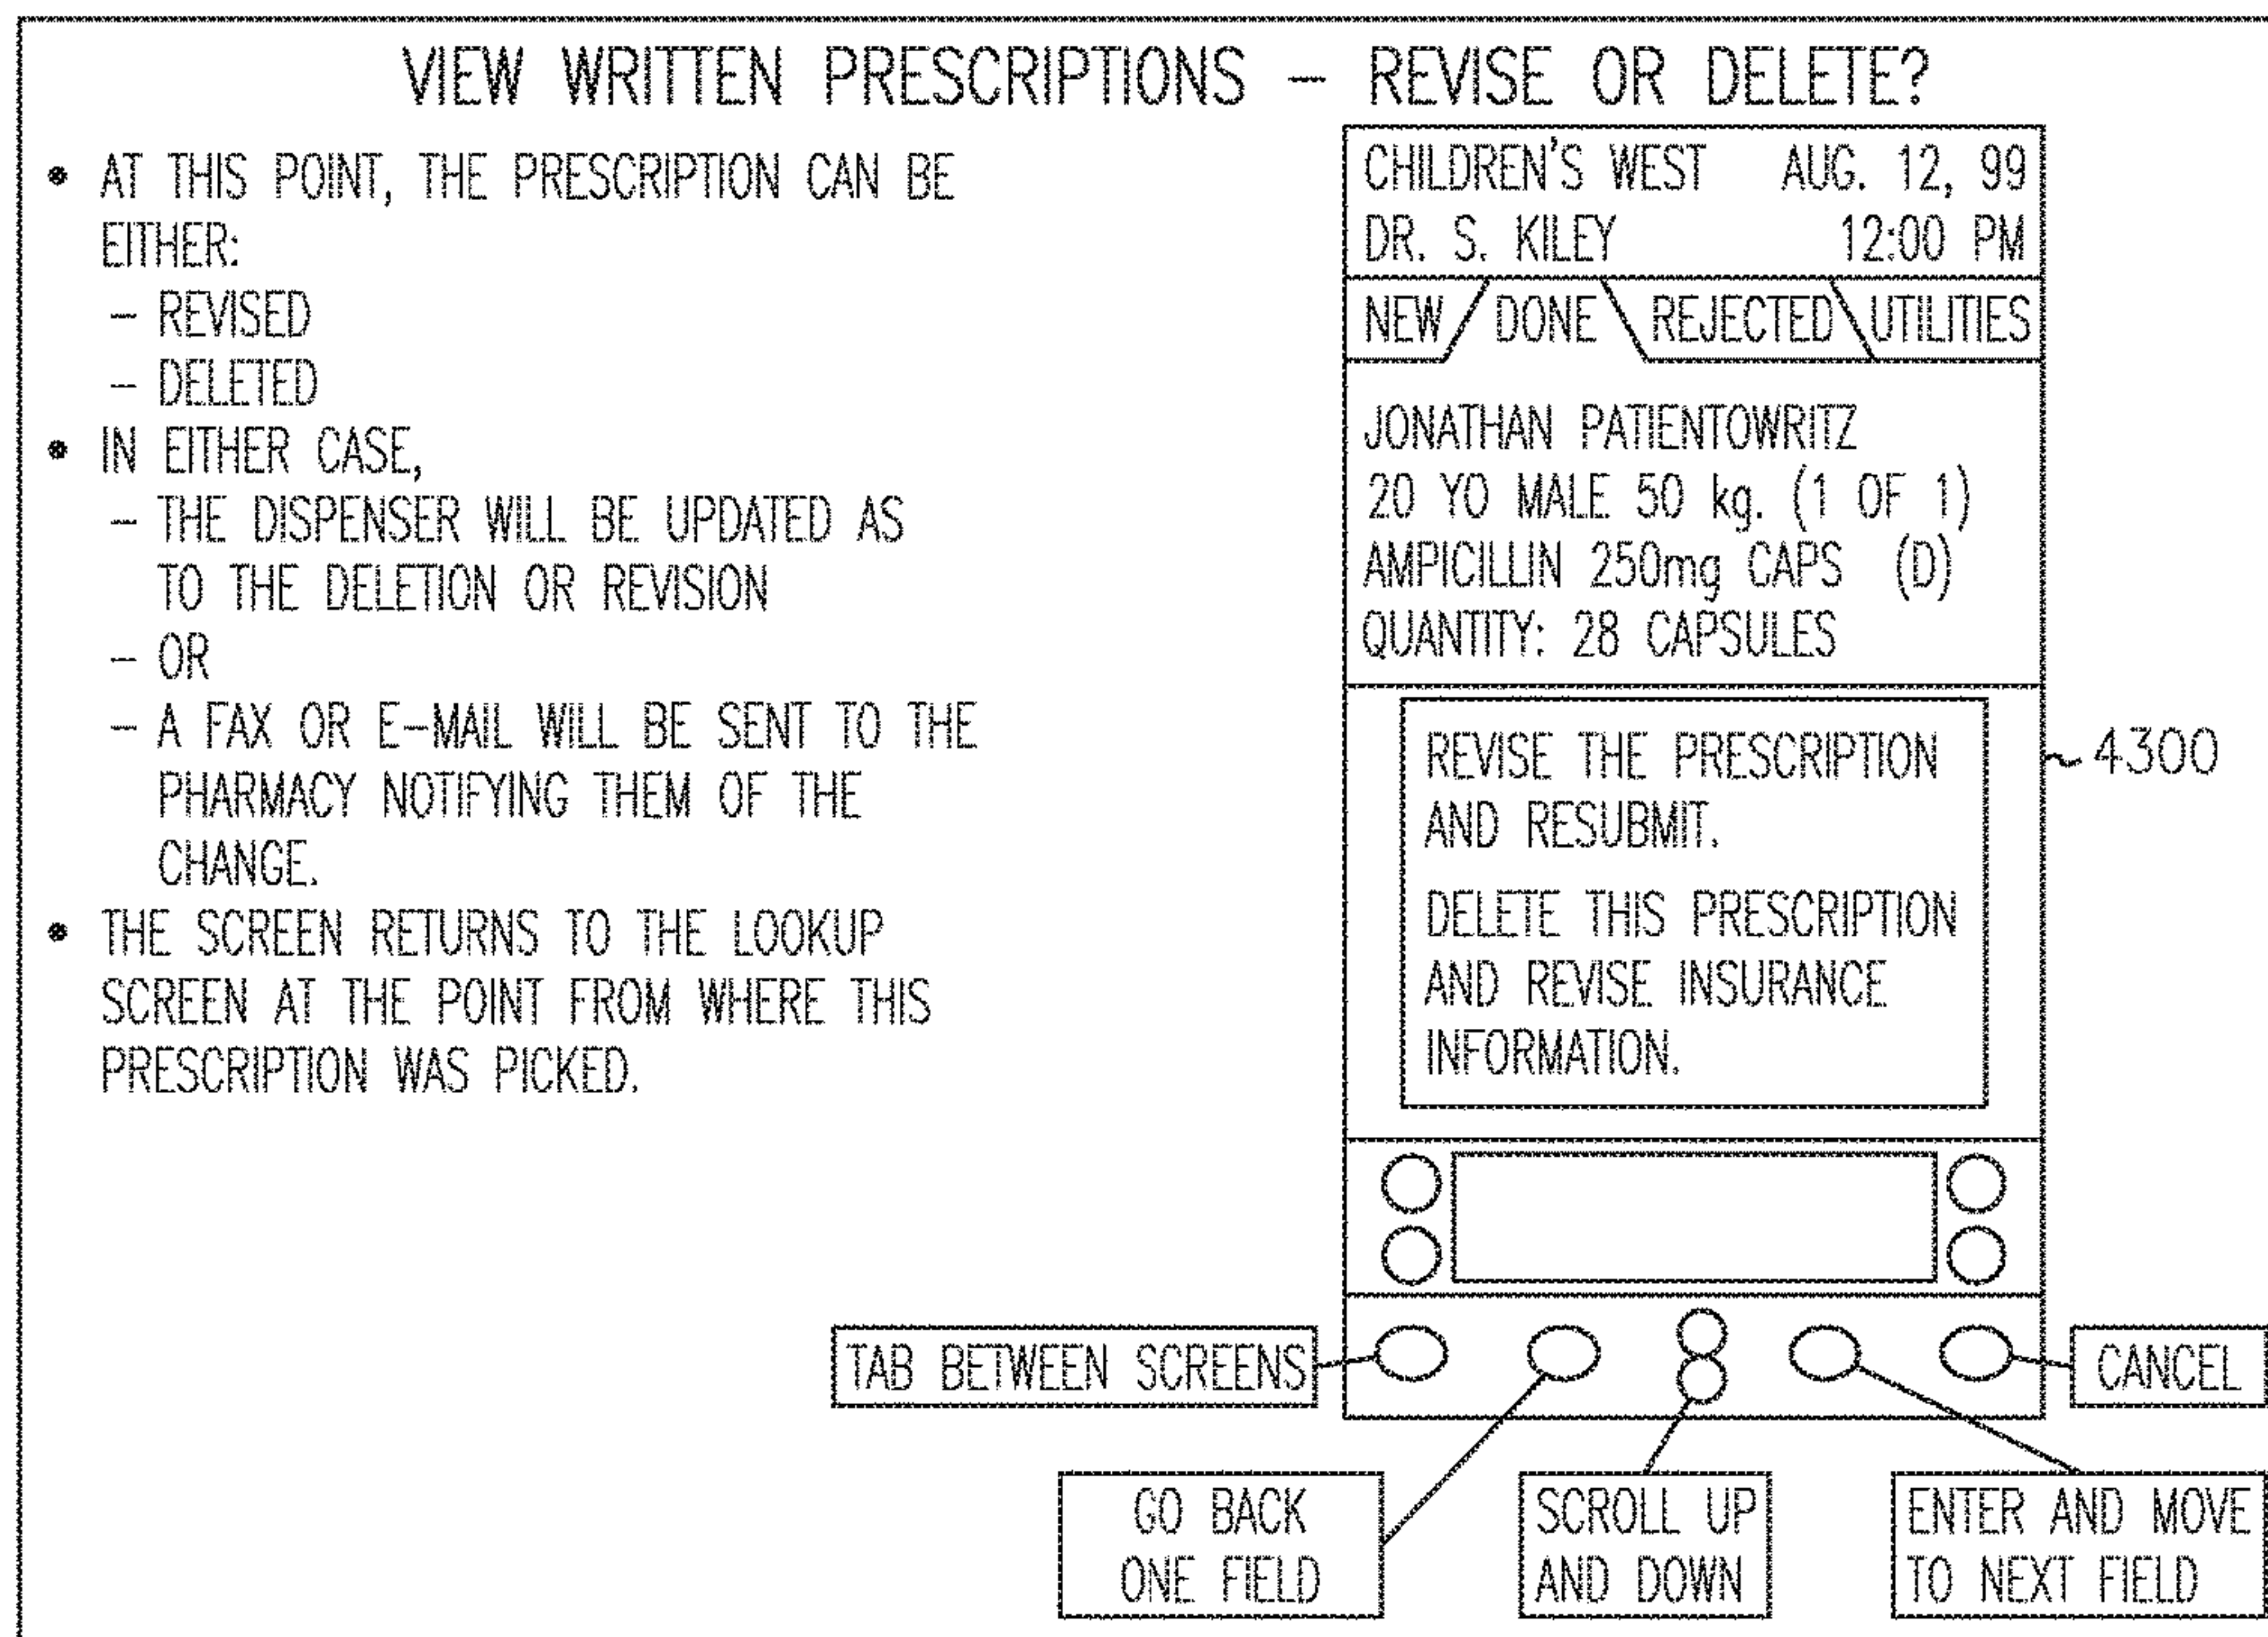 VIEW WRITTEN PRESCRIPTIONS – REVISE OR DELETE?
• AT THIS POINT, THE PRESCRIPTION CAN BE
EITHER:
– REVISED
– DELETED
• IN EITHER CASE,
– THE DISPENSER WILL BE UPDATED AS
TO THE DELETION OR REVISION
– OR
– A FAX OR E–MAIL WILL BE SENT TO THE
PHARMACY NOTIFYING THEM OF THE
CHANGE.
• THE SCREEN RETURNS TO THE LOOKUP
SCREEN AT THE POINT FROM WHERE THIS
PRESCRIPTION WAS PICKED.
CHILDREN'S WEST AUG. 12, 99
DR. S. KILEY 12:00 PM
NEW DONE REJECTED UTILITIES
JONATHAN PATIENTOWRITZ
20 YO MALE 50 kg. (1 OF 1)
AMPICILLIN 250mg CAPS (D)
QUANTITY: 28 CAPSULES
REVISE THE PRESCRIPTION
AND RESUBMIT.
DELETE THIS PRESCRIPTION
AND REVISE INSURANCE
INFORMATION.
4300
TAB BETWEEN SCREENS
CANCEL
GO BACK
ONE FIELD
SCROLL UP
AND DOWN
ENTER AND MOVE
TO NEXT FIELD